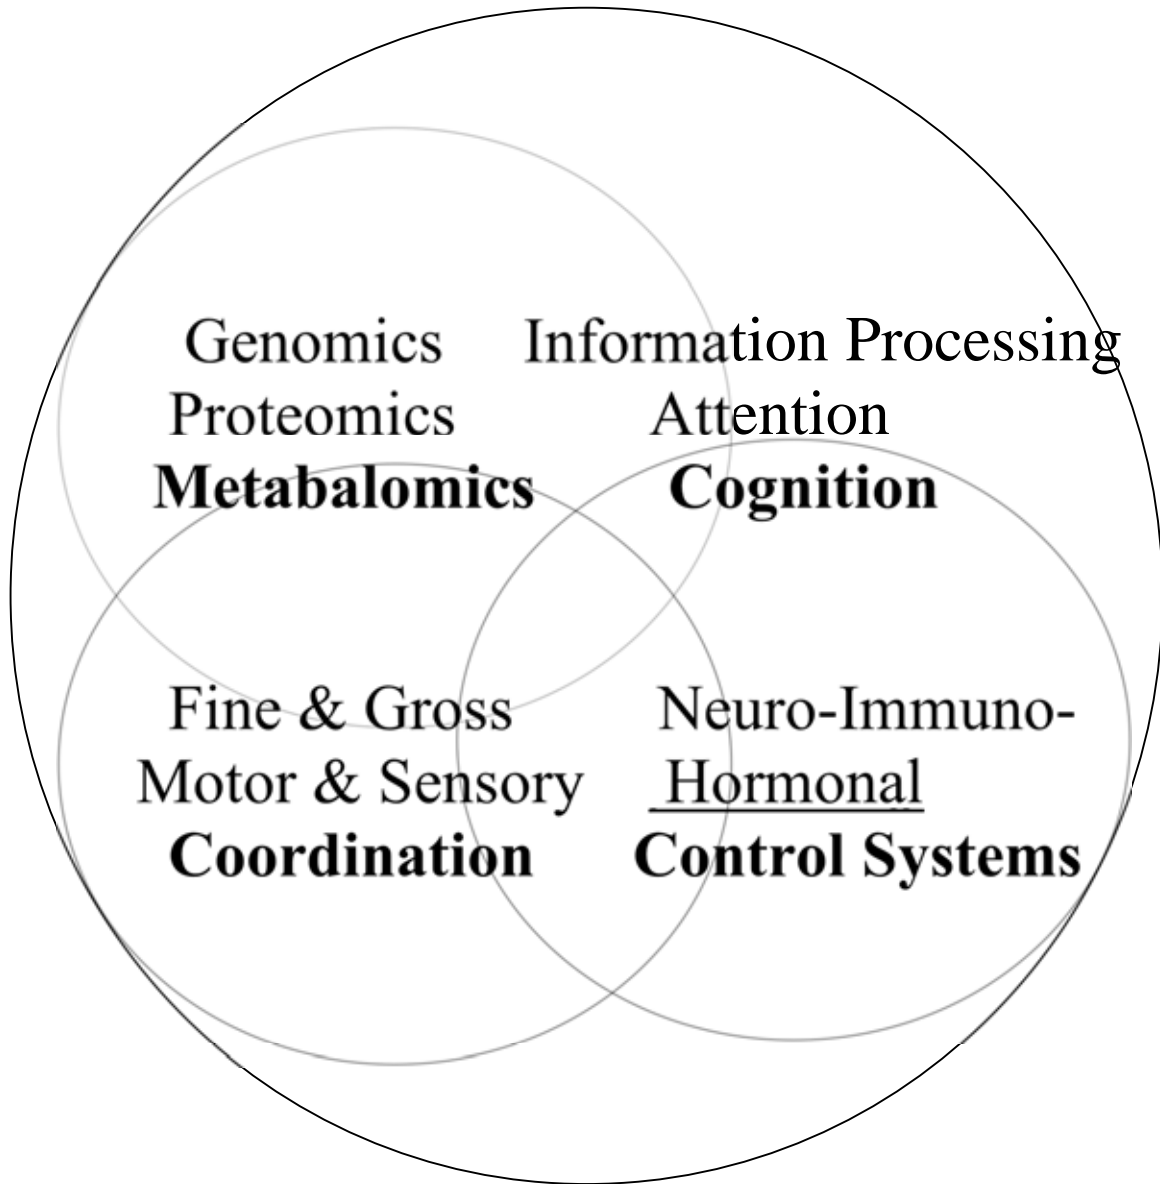 Genomics
Proteomics
Metabalomics
Information Processing
Attention
Cognition
Fine & Gross
Motor & Sensory
Coordination
Neuro-Immuno-
Hormonal
Control Systems